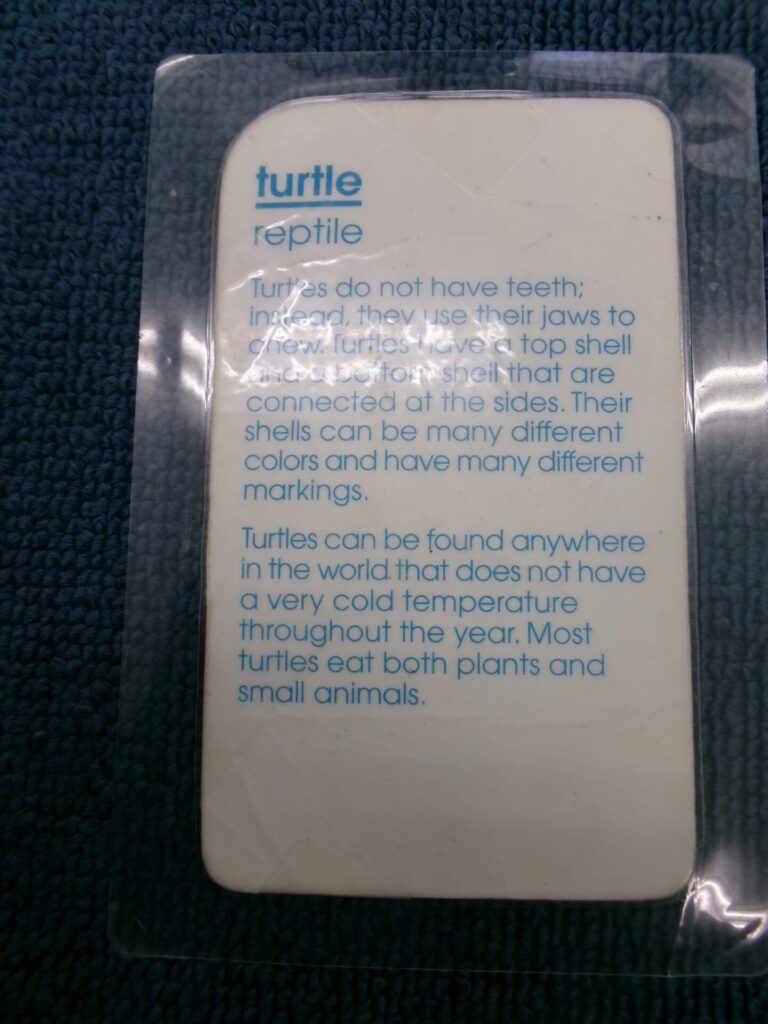 turtle
reptile
Turtles do not have teeth;
instead, they use their jaws to
chew. Turtles have a top shell
and a bottom shell that are
connected at the sides. Their
shells can be many different
colors and have many different
markings.
Turtles can be found anywhere
in the world that does not have
a very cold temperature
throughout the year. Most
turtles eat both plants and
small animals.